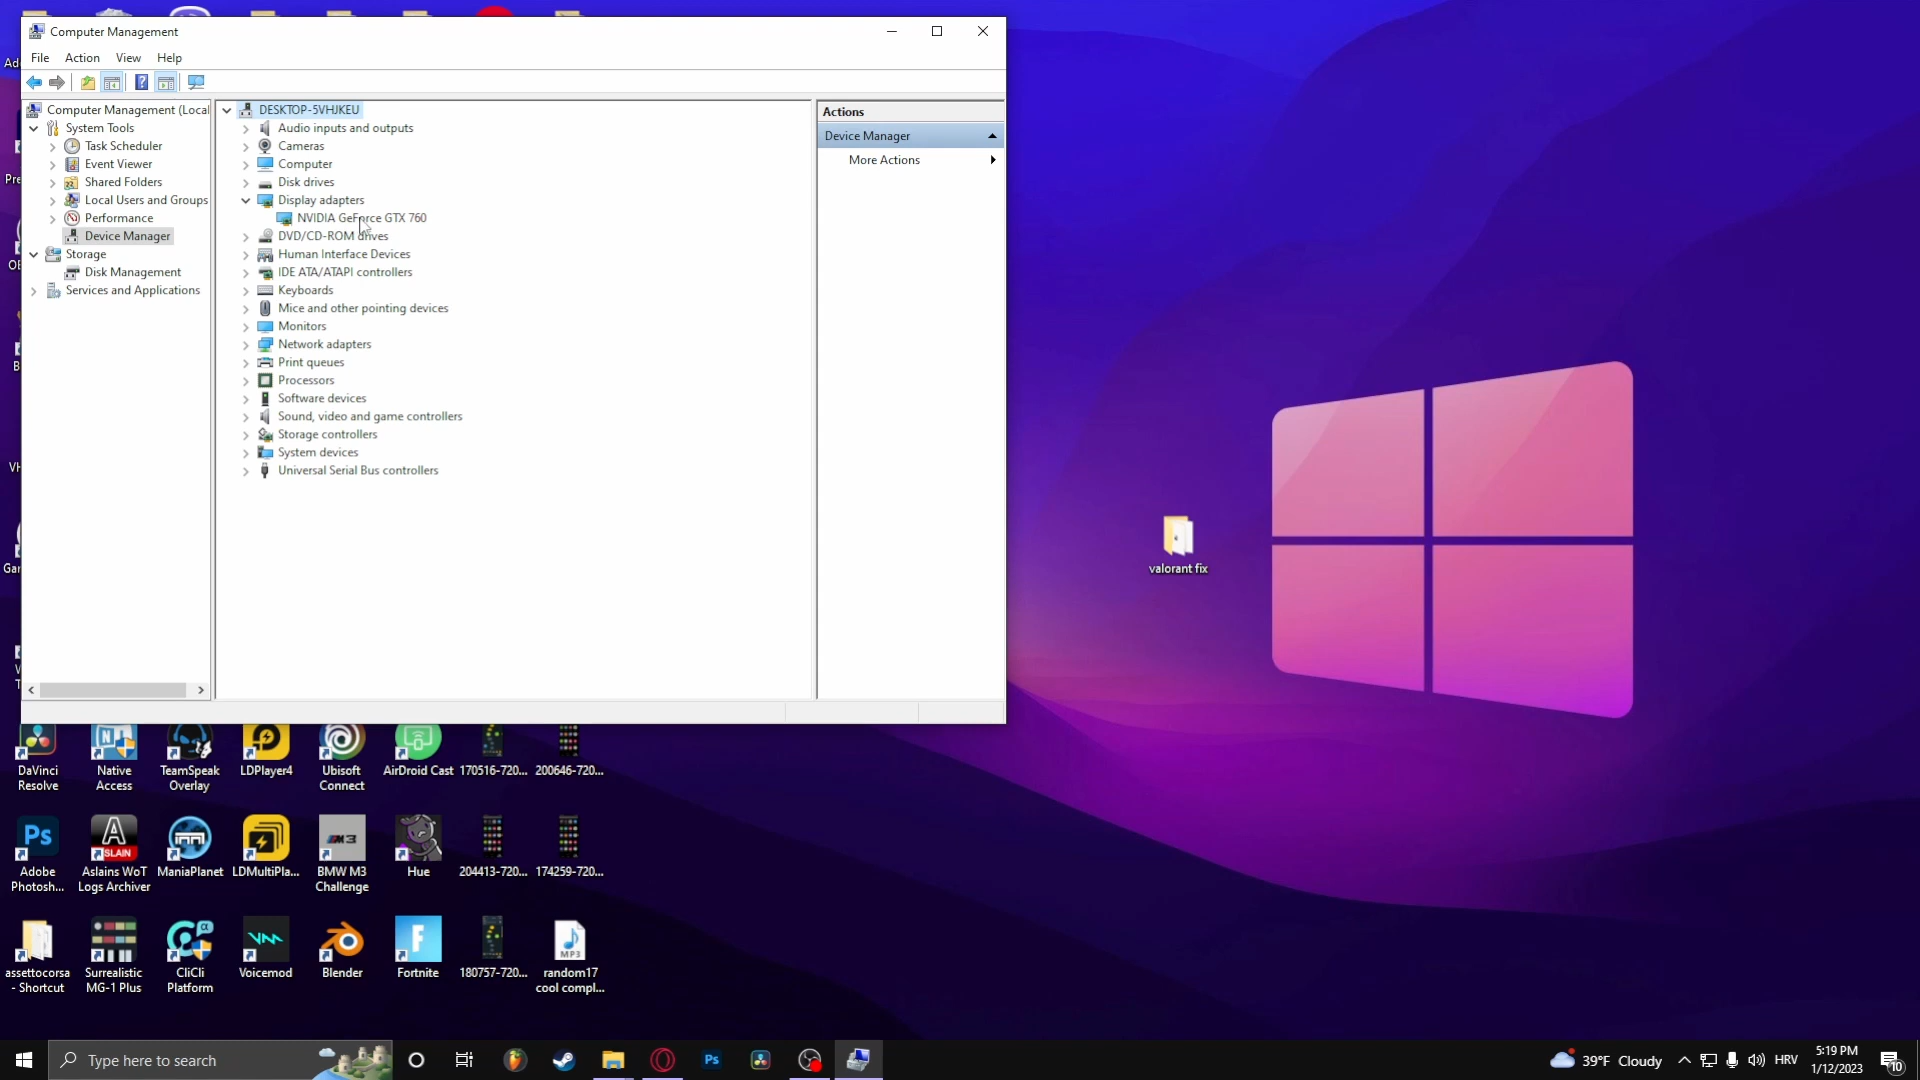 Computer Management
File Action View Help
Computer Management (Local
System Tools
Task Scheduler
Event Viewer
Shared Folders
Local Users and Groups
Performance
Device Manager
Storage
Disk Management
Services and Applications
DESKTOP-5VHJKEU
Audio inputs and outputs
Cameras
Computer
Disk drives
Display adapters
NVIDIA GeForce GTX 760
DVD/CD-ROM drives
Human Interface Devices
IDE ATA/ATAPI controllers
Keyboards
Mice and other pointing devices
Monitors
Network adapters
Print queues
Processors
Software devices
Sound, video and game controllers
Storage controllers
System devices
Universal Serial Bus controllers
Actions
Device Manager
More Actions
valorant fix
DaVinci
Resolve
Native
Access
TeamSpeak
Overlay
LDPlayer4
Ubisoft
Connect
AirDroid Cast
170516-720...
200646-720...
Ps
Adobe
Photosh...
A
SLAIN
Aslains WoT
Logs Archiver
ManiaPlanet
LDMultiPla...
M3
BMW M3
Challenge
Hue
204413-720...
174259-720...
assettocorsa
- Shortcut
Surrealistic
MG-1 Plus
CliCli
Platform
Voicemod
Blender
F
Fortnite
180757-720...
MP3
random17
cool compl...
Type here to search
Ps
39°F Cloudy
HRV
5:19 PM
1/12/2023
10